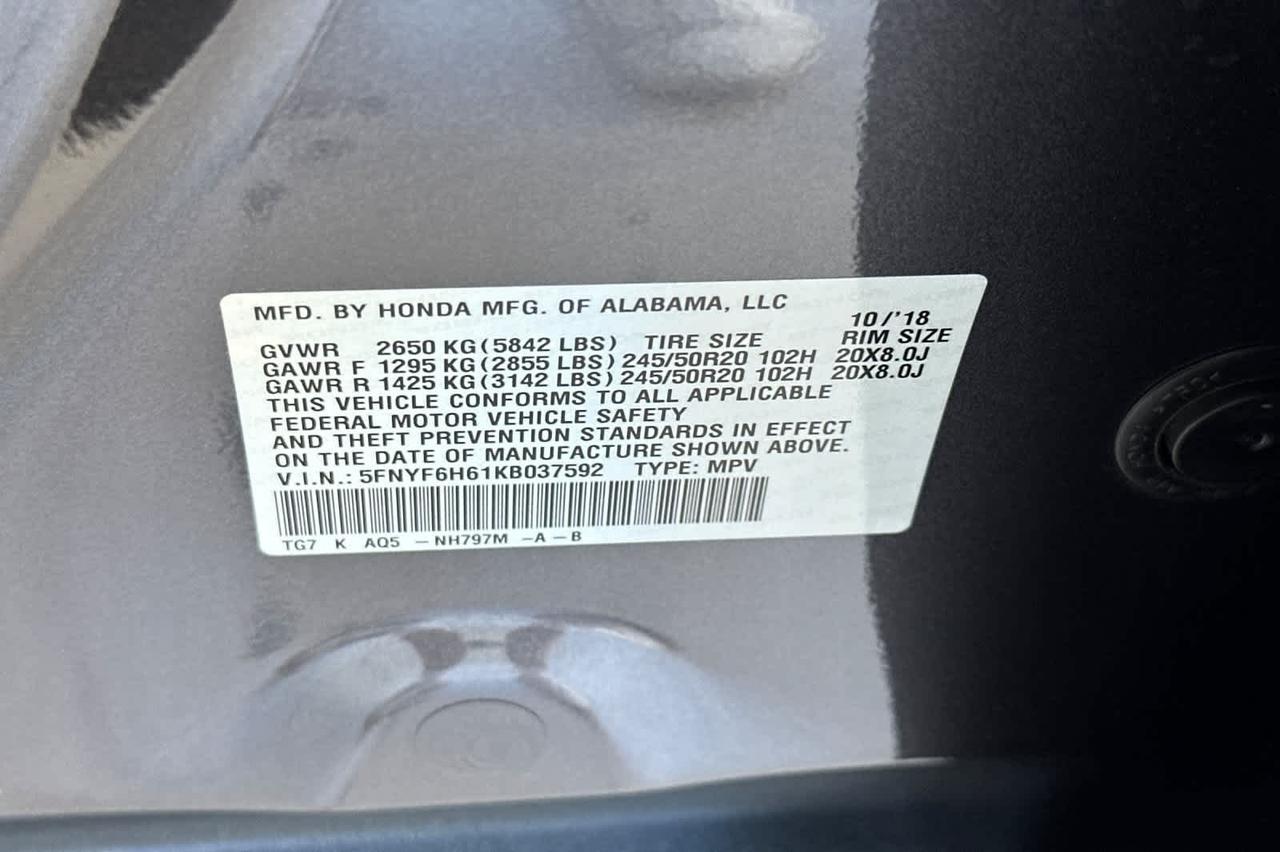 MFD. BY HONDA MFG. OF ALABAMA, LLC
10/'18
GVWR 2650 KG(5842 LBS) TIRE SIZE RIM SIZE
GAWR F 1295 KG(2855 LBS) 245/50R20 102H 20X8.0J
GAWR R 1425 KG(3142 LBS) 245/50R20 102H 20X8.0J
THIS VEHICLE CONFORMS TO ALL APPLICABLE
FEDERAL MOTOR VEHICLE SAFETY
AND THEFT PREVENTION STANDARDS IN EFFECT
ON THE DATE OF MANUFACTURE SHOWN ABOVE.
V.I.N.: 5FNYF6H61KB037592 TYPE: MPV
TG7 K AQ5 -NH797M -A-B